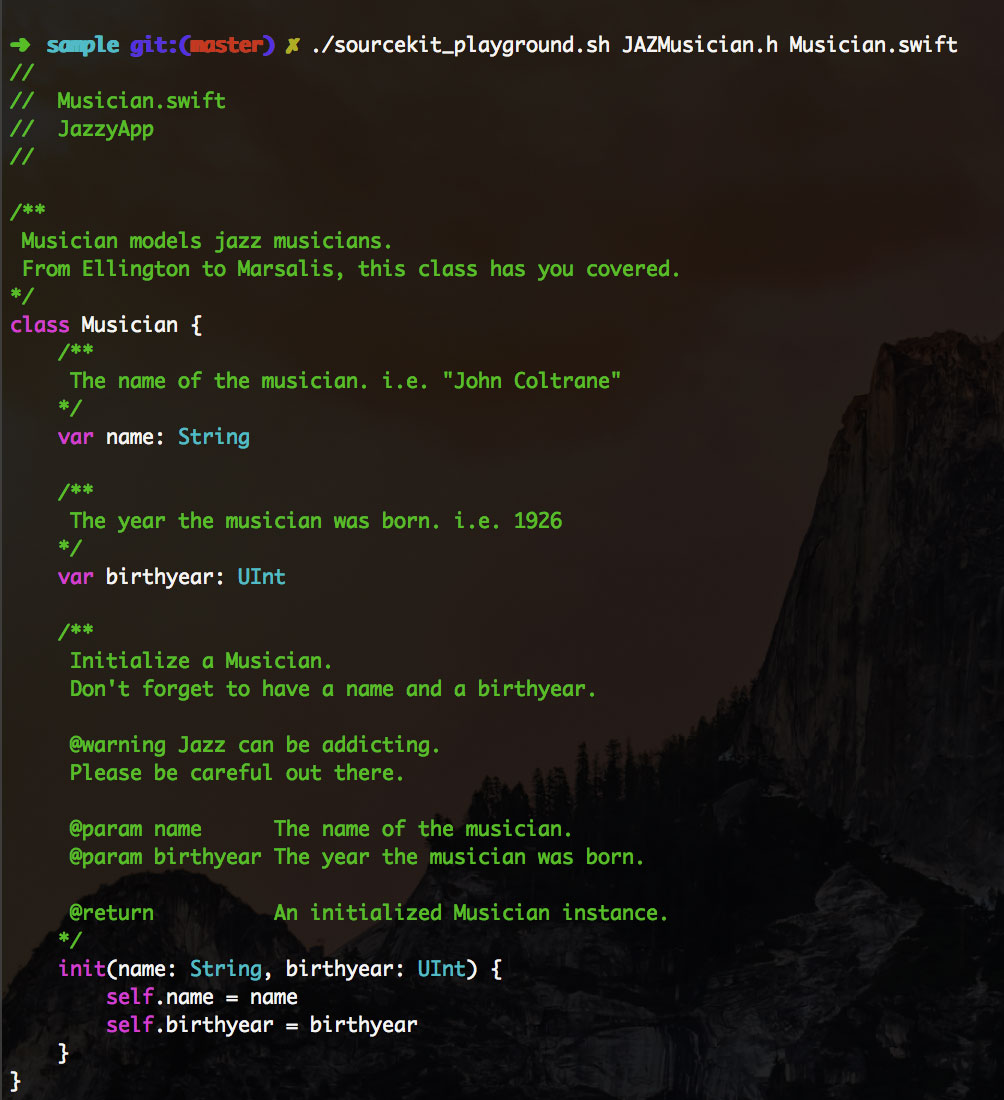 ➜ sample git:(master) ✗ ./sourcekit_playground.sh JAZMusician.h Musician.swift
//
//  Musician.swift
//  JazzyApp
//

/**
 Musician models jazz musicians.
 From Ellington to Marsalis, this class has you covered.
*/
class Musician {
    /**
     The name of the musician. i.e. "John Coltrane"
    */
    var name: String

    /**
     The year the musician was born. i.e. 1926
    */
    var birthyear: UInt

    /**
     Initialize a Musician.
     Don't forget to have a name and a birthyear.

     @warning Jazz can be addicting.
     Please be careful out there.

     @param name      The name of the musician.
     @param birthyear The year the musician was born.

     @return          An initialized Musician instance.
    */
    init(name: String, birthyear: UInt) {
        self.name = name
        self.birthyear = birthyear
    }
}